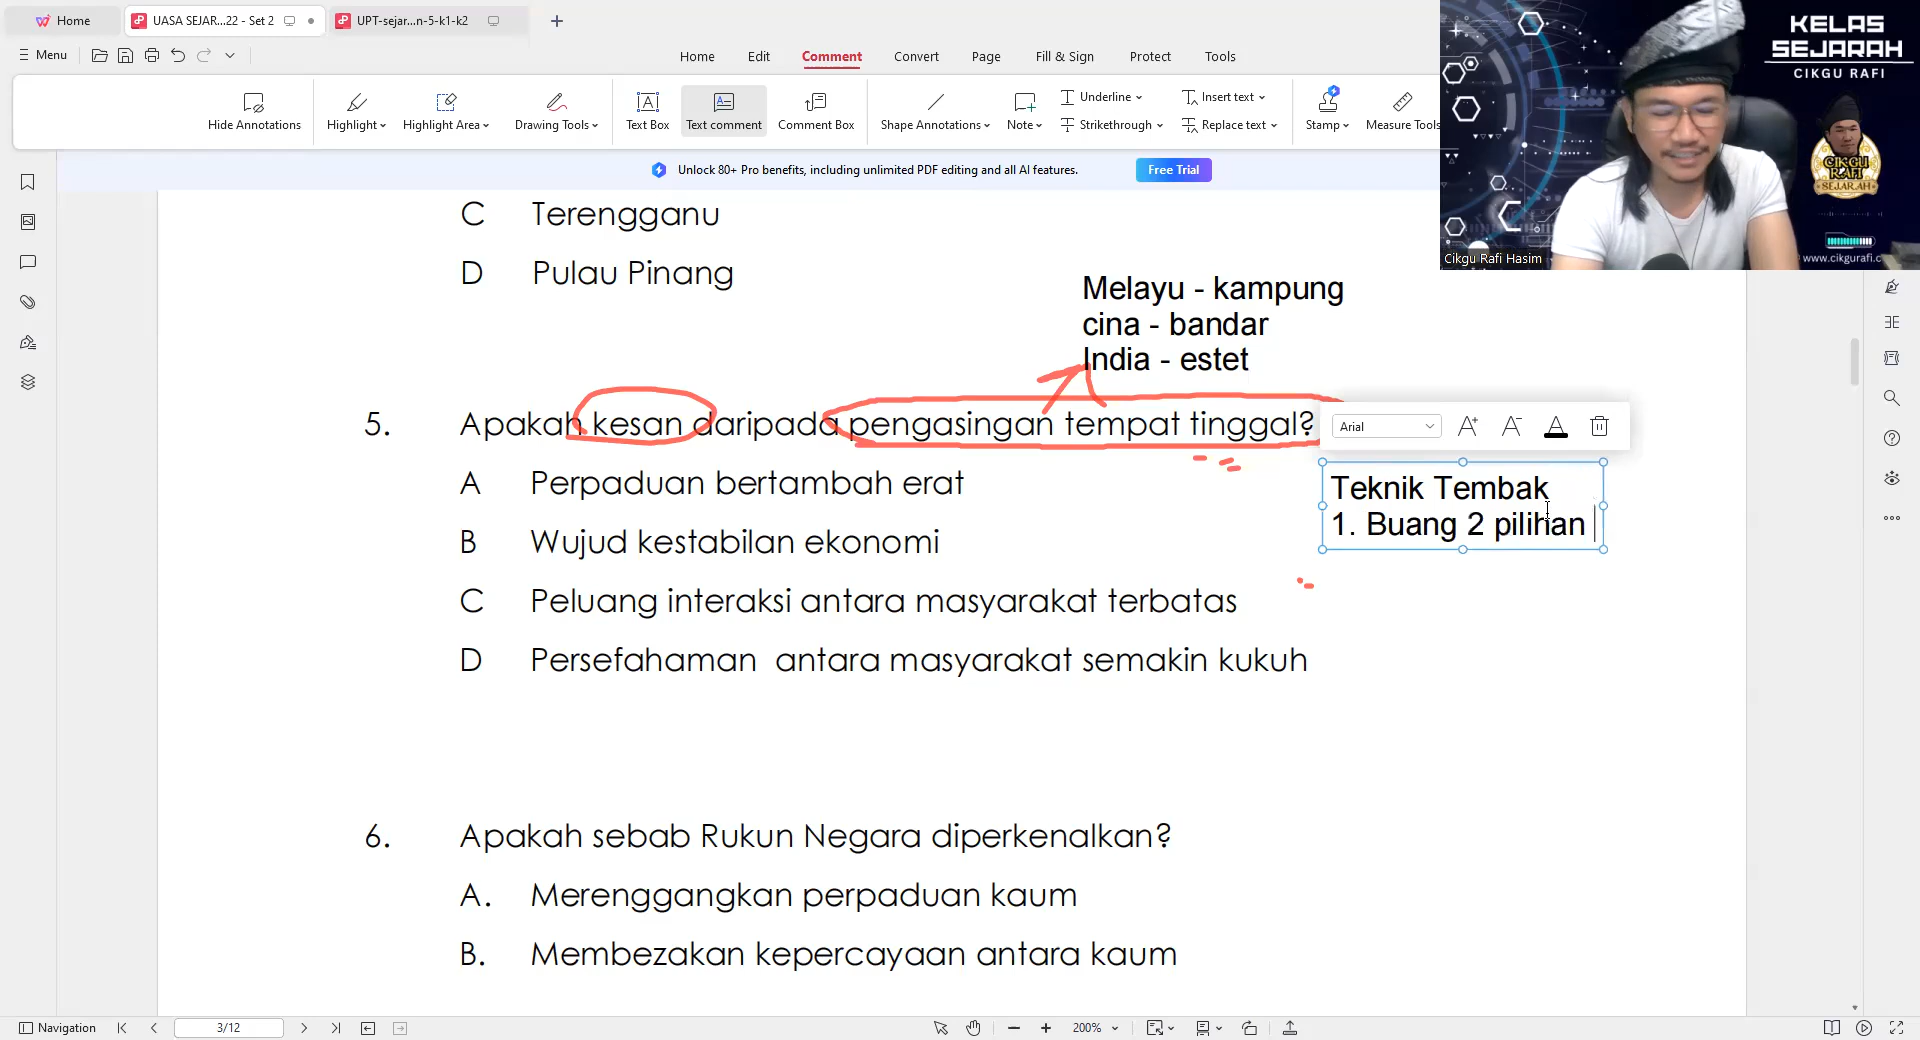 Home
UASA SEJAR...22 - Set 2
UPT-sejar...n-5-k1-k2
Menu
Home
Edit
Comment
Convert
Page
Fill & Sign
Protect
Tools
Hide Annotations
Highlight
Highlight Area
Drawing Tools
Text Box
Text comment
Comment Box
Shape Annotations
Note
Underline
Strikethrough
Insert text
Replace text
Stamp
Measure Tools
Unlock 80+ Pro benefits, including unlimited PDF editing and all AI features.
Free Trial
KELAS
SEJARAH
CIKGU RAFI
CIKGU
RAFI
SEJARAH
Cikgu Rafi Hasim
www.cikgurafi.c
C Terengganu
D Pulau Pinang
Melayu - kampung
cina - bandar
India - estet
5. Apakah kesan daripada pengasingan tempat tinggal?
Arial
A Perpaduan bertambah erat
Teknik Tembak
1. Buang 2 pilihan
B Wujud kestabilan ekonomi
C Peluang interaksi antara masyarakat terbatas
D Persefahaman antara masyarakat semakin kukuh
6. Apakah sebab Rukun Negara diperkenalkan?
A. Merenggangkan perpaduan kaum
B. Membezakan kepercayaan antara kaum
Navigation
3/12
200%